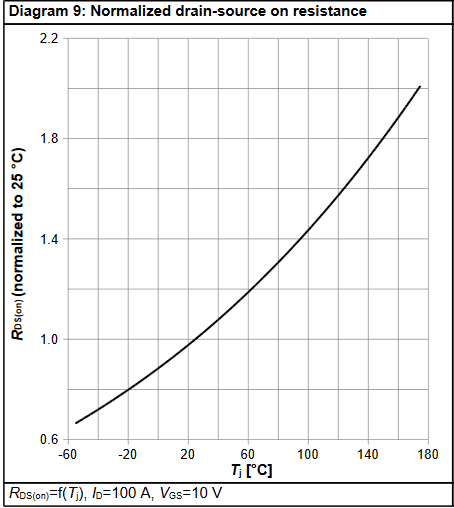 Diagram 9: Normalized drain-source on resistance
2.2
1.8
1.4
1.0
0.6
RDS(on) (normalized to 25 °C)
-60 -20 20 60 100 140 180
Tj [°C]
RDS(on)=f(Tj), ID=100 A, VGS=10 V